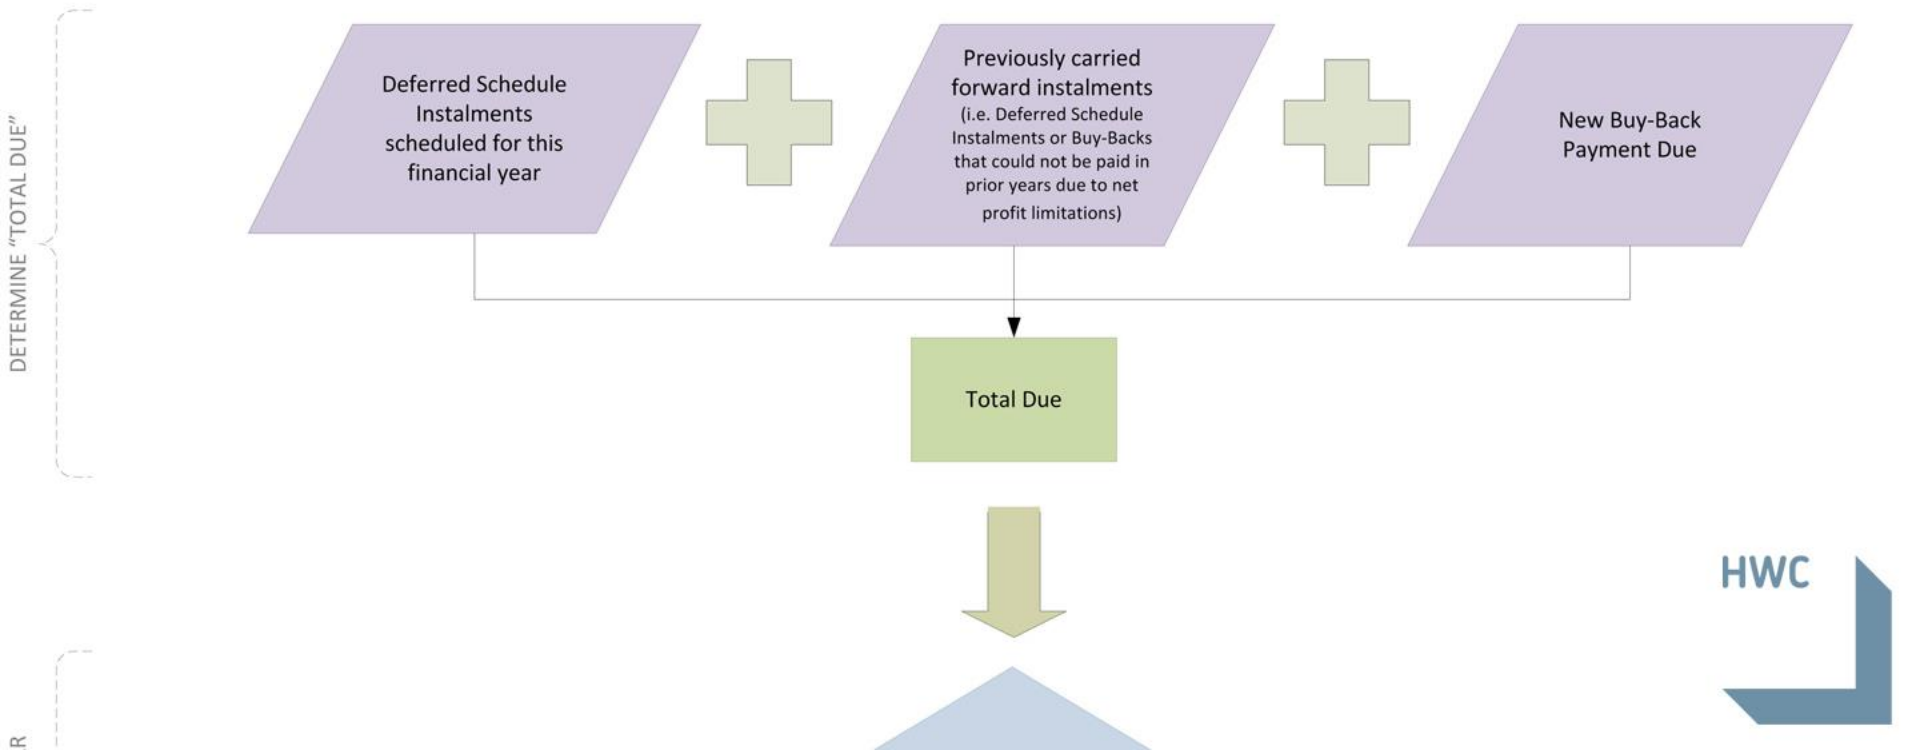 DETERMINE “TOTAL DUE”
Deferred Schedule
Instalments
scheduled for this
financial year
Previously carried
forward instalments
(i.e. Deferred Schedule
Instalments or Buy-Backs
that could not be paid in
prior years due to net
profit limitations)
New Buy-Back
Payment Due
Total Due
HWC
R